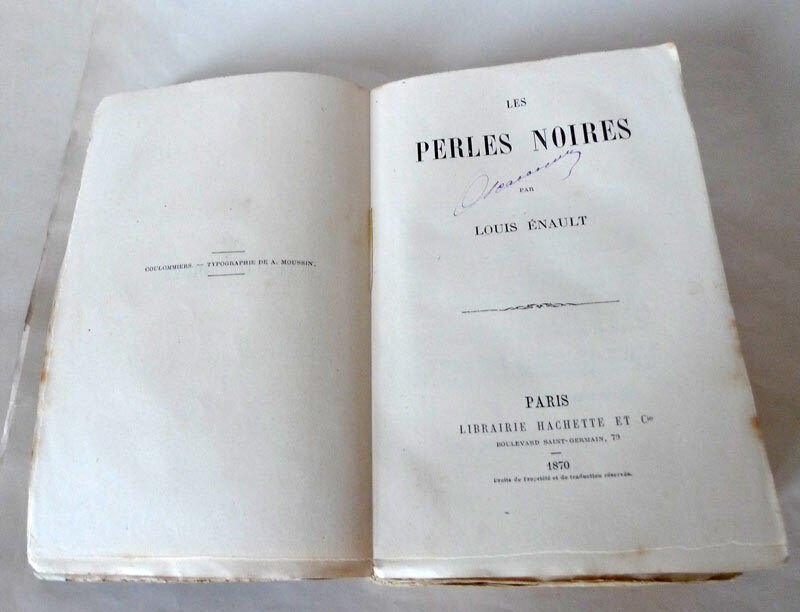 COULOMMIERS. — TYPOGRAPHIE DE A. MOUSSIN.
LES
PERLES NOIRES
PAR
LOUIS ÉNAULT
PARIS
LIBRAIRIE HACHETTE ET Cie
BOULEVARD SAINT-GERMAIN, 79
1870
Droits de propriété et de traduction réservés.